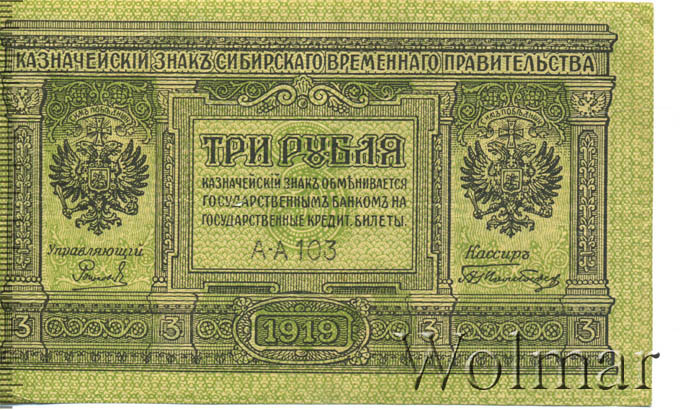 КАЗНАЧЕЙСКІЙ ЗНАКЪ СИБИРСКАГО ВРЕМЕННАГО ПРАВИТЕЛЬСТВА
ТРИ РУБЛЯ
КАЗНАЧЕЙСКІЙ ЗНАКЪ ОБМѢНИВАЕТСЯ
ГОСУДАРСТВЕННЫМЪ БАНКОМЪ НА
ГОСУДАРСТВЕННЫЕ КРЕДИТ. БИЛЕТЫ.
А-А 103
Управляющій
Кассиръ
3 3 1919 3 3
Wolmar